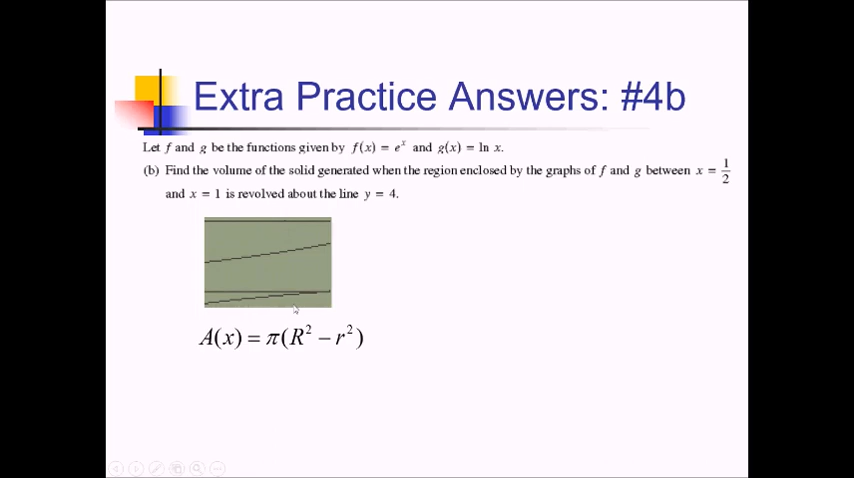 Extra Practice Answers: #4b
Let f and g be the functions given by f(x) = eˣ and g(x) = ln x.
(b) Find the volume of the solid generated when the region enclosed by the graphs of f and g between x = 1/2
and x = 1 is revolved about the line y = 4.
A(x) = π(R² − r²)